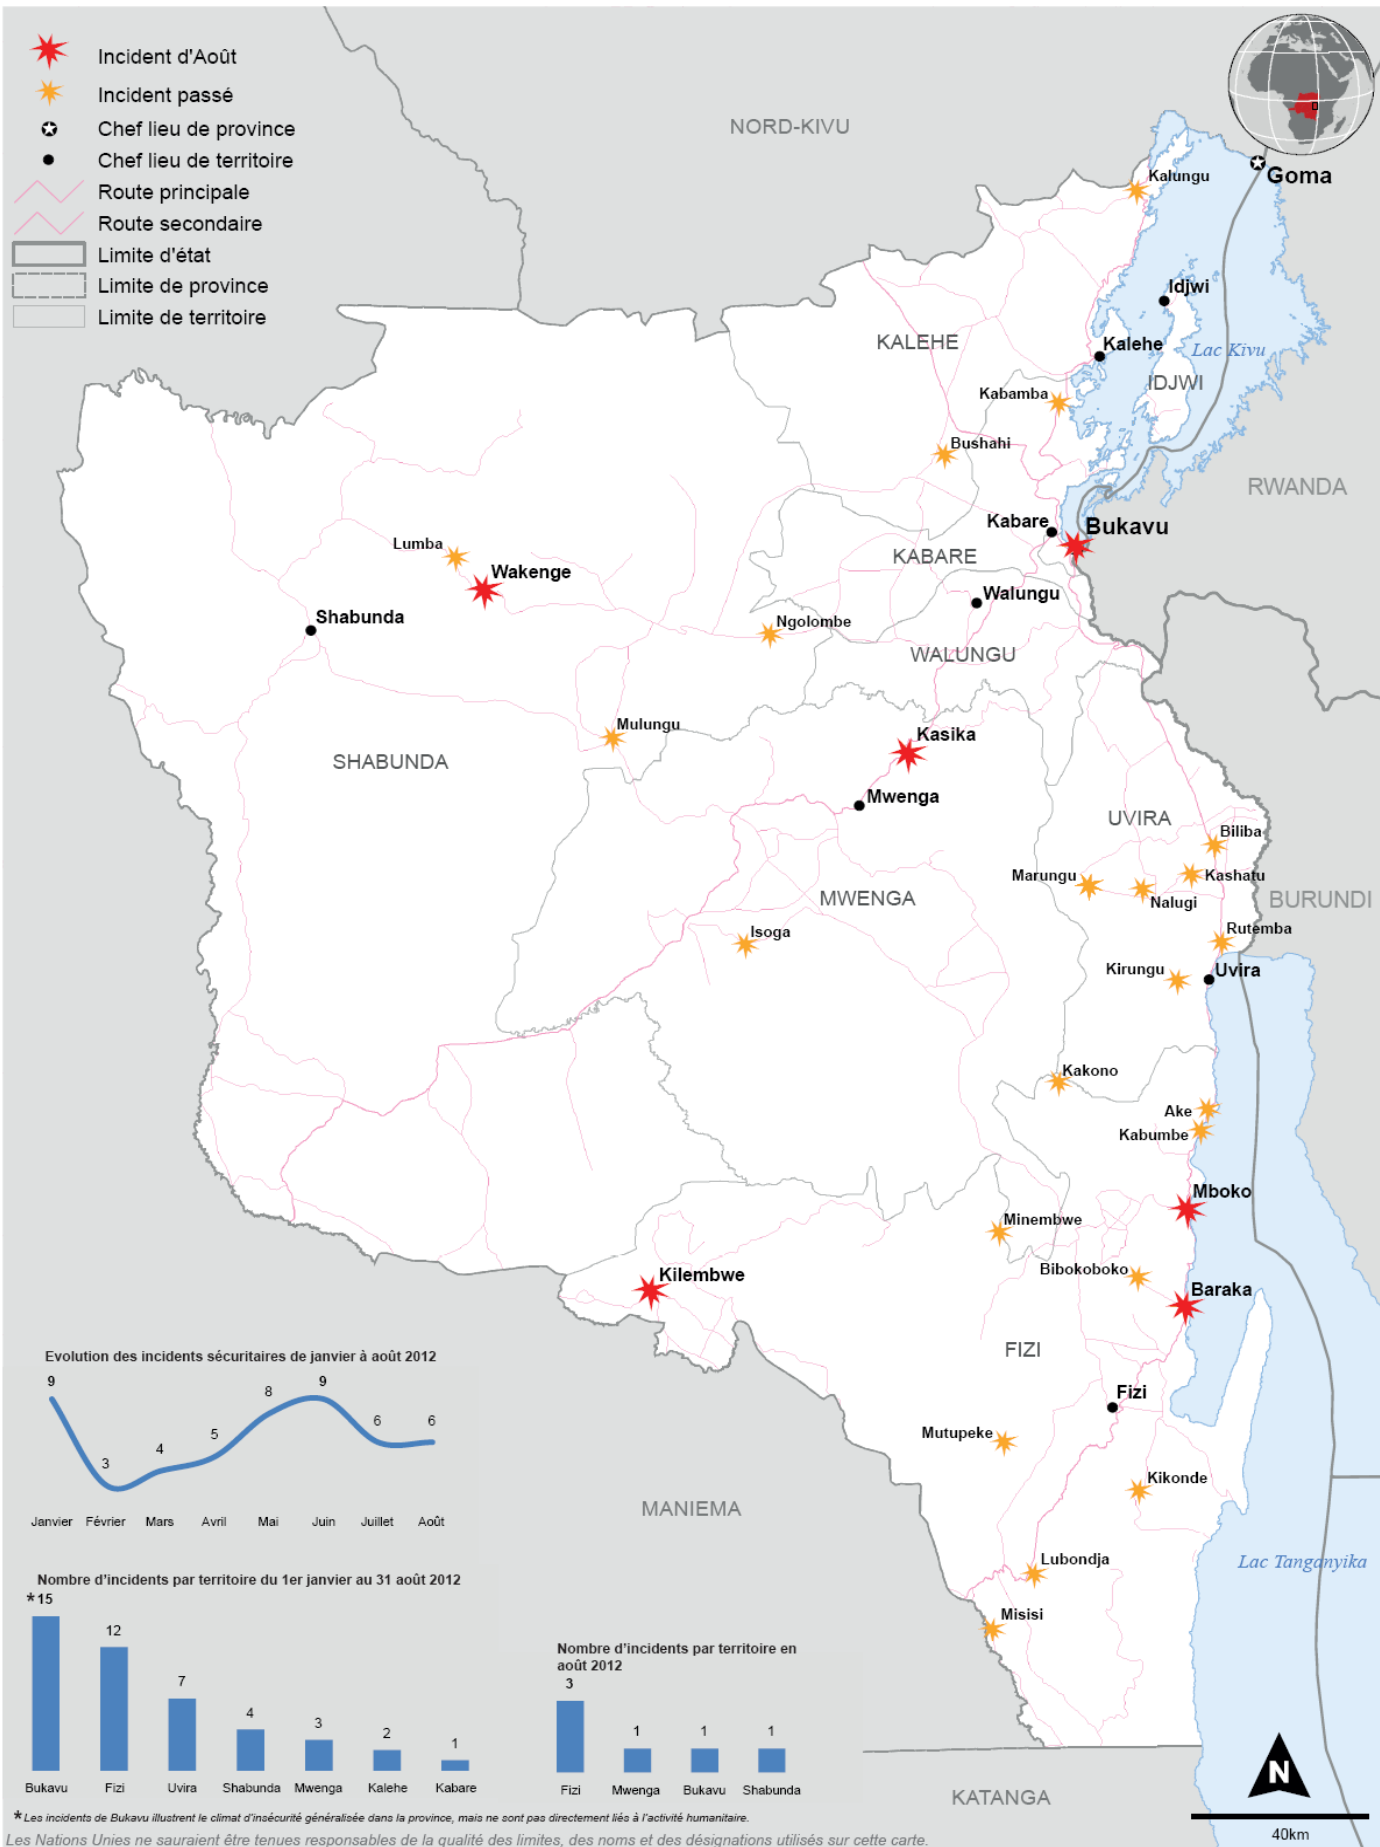 Incident d'Août
Incident passé
Chef lieu de province
Chef lieu de territoire
Route principale
Route secondaire
Limite d'état
Limite de province
Limite de territoire
NORD-KIVU
Goma
Kalungu
Idjwi
KALEHE
Kalehe
Lac Kivu
IDJWI
Kabamba
Bushahi
RWANDA
Kabare
Bukavu
Lumba
KABARE
Wakenge
Walungu
Shabunda
Ngolombe
WALUNGU
Mulungu
Kasika
SHABUNDA
Mwenga
UVIRA
Biliba
Marungu
Kashatu
MWENGA
Nalugi
BURUNDI
Isoga
Rutemba
Kirungu
Uvira
Kakono
Ake
Kabumbe
Mboko
Minembwe
Bibokoboko
Kilembwe
Baraka
FIZI
Fizi
Mutupeke
Kikonde
MANIEMA
Lubondja
Lac Tanganyika
Misisi
KATANGA
Evolution des incidents sécuritaires de janvier à août 2012
9 3 4 5 8 9 6 6
Janvier Février Mars Avril Mai Juin Juillet Août
Nombre d'incidents par territoire du 1er janvier au 31 août 2012
*15 12 7 4 3 2 1
Bukavu Fizi Uvira Shabunda Mwenga Kalehe Kabare
Nombre d'incidents par territoire en
août 2012
3 1 1 1
Fizi Mwenga Bukavu Shabunda
N
40km
* Les incidents de Bukavu illustrent le climat d'insécurité généralisée dans la province, mais ne sont pas directement liés à l'activité humanitaire.
Les Nations Unies ne sauraient être tenues responsables de la qualité des limites, des noms et des désignations utilisés sur cette carte.